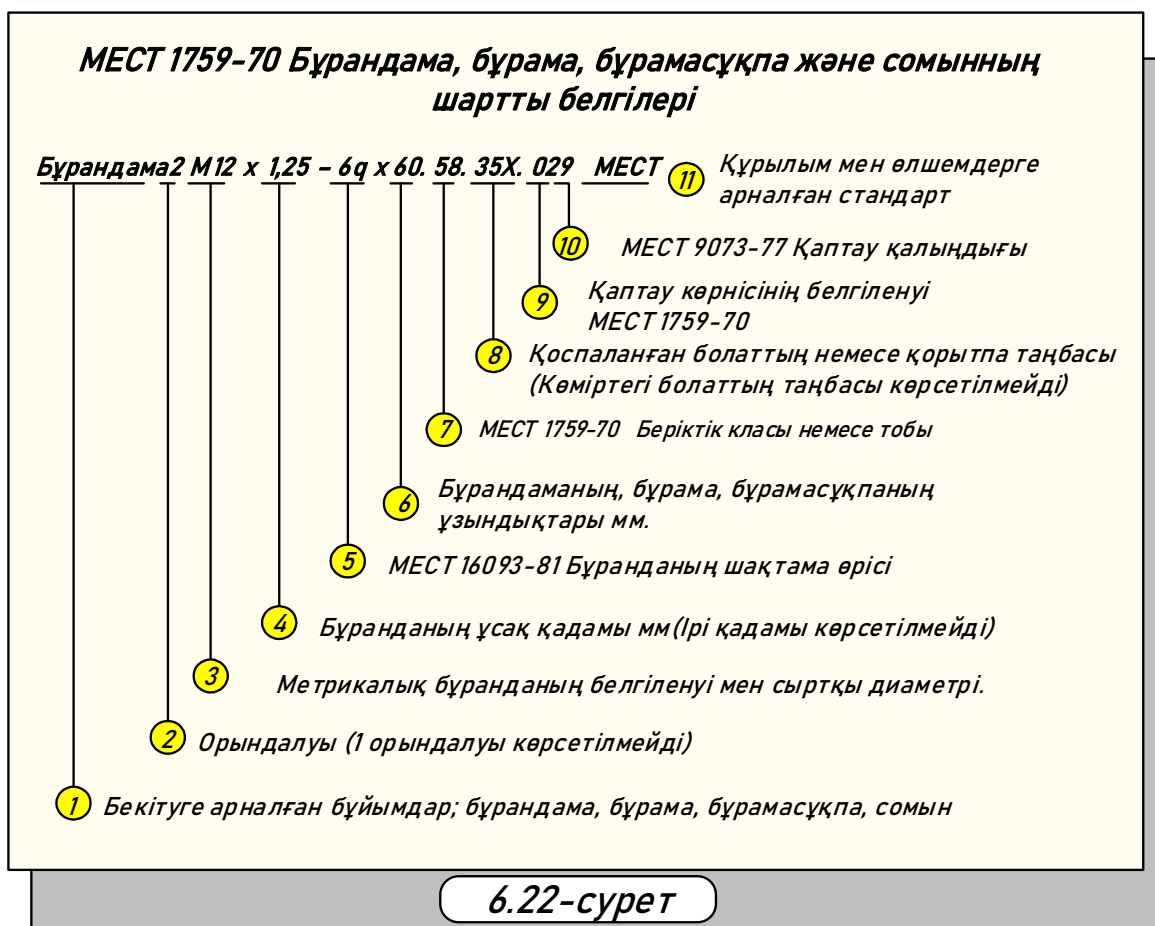 МЕСТ 1759-70 Бұрандама, бұрама, бұрамасұқпа және сомынның
шартты белгілері
Бұрандама2 М12 х 1,25 - 6q х 60. 58. 35Х. 029 МЕСТ
11 Құрылым мен өлшемдерге
арналған стандарт
10 МЕСТ 9073-77 Қаптау қалыңдығы
9 Қаптау көрнісінің белгіленуі
МЕСТ 1759-70
8 Қоспаланған болаттың немесе қорытпа таңбасы
(Көміртегі болаттың таңбасы көрсетілмейді)
7 МЕСТ 1759-70 Беріктік класы немесе тобы
6 Бұрандаманың, бұрама, бұрамасұқпаның
ұзындықтары мм.
5 МЕСТ 16093-81 Бұранданың шақтама өрісі
4 Бұранданың ұсақ қадамы мм(Ірі қадамы көрсетілмейді)
3 Метрикалық бұранданың белгіленуі мен сыртқы диаметрі.
2 Орындалуы (1 орындалуы көрсетілмейді)
1 Бекітуге арналған бұйымдар; бұрандама, бұрама, бұрамасұқпа, сомын
6.22-сурет